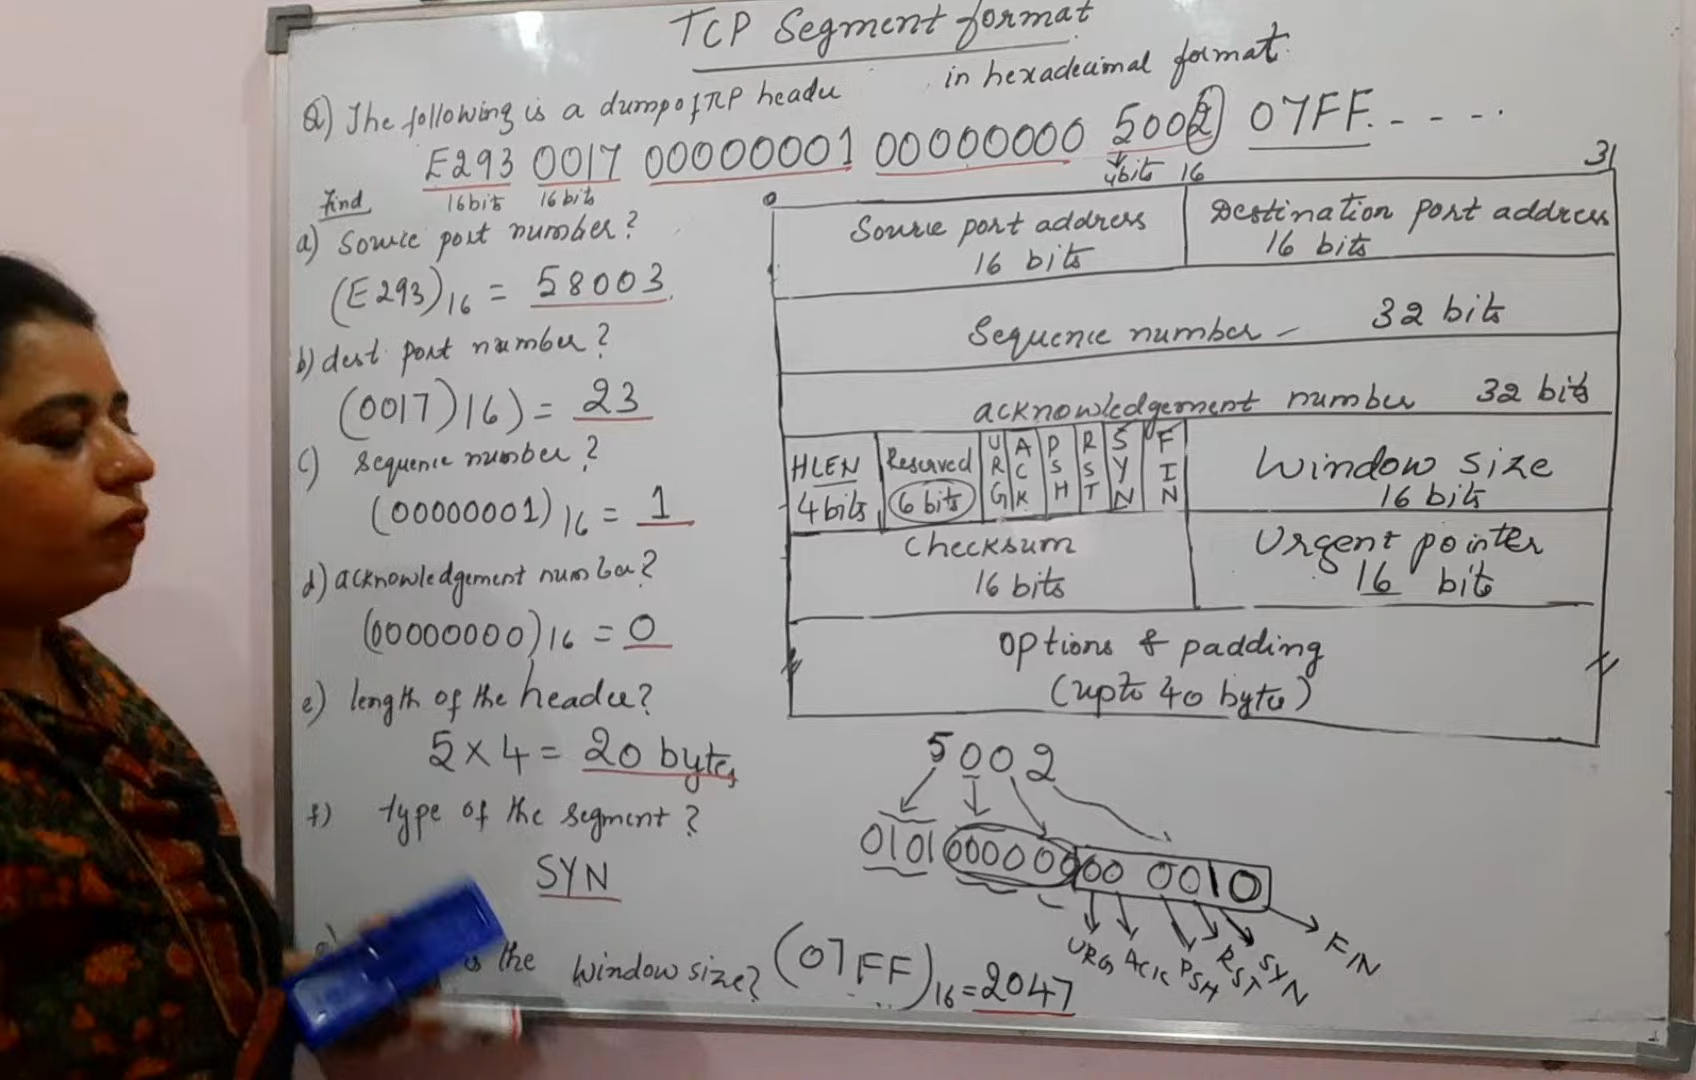 TCP Segment format
Q) The following is a dump of TCP header in hexadecimal format.
E293 0017 00000001 00000000 5002 07FF. - - - - .
16bits 16 bits 4bits 16
Find
a) Source port number?
(E293)16 = 58003
b) dest port number?
(0017)16) = 23
c) Sequence number?
(00000001)16 = 1
d) acknowledgement number?
(00000000)16 = 0
e) length of the header?
5 x 4 = 20 bytes
f) type of the segment?
SYN
is the window size? (07FF)16 = 2047
0 31
Source port address
16 bits
Destination port address
16 bits
Sequence number - 32 bits
acknowledgement number 32 bits
HLEN
4 bits
Reserved
6 bits
URG
ACK
PSH
RST
SYN
FIN
Window size
16 bits
Checksum
16 bits
Urgent pointer
16 bits
Options & padding
(upto 40 bytes)
5002
0101 0000 0000 0010
URG ACK PSH RST SYN FIN